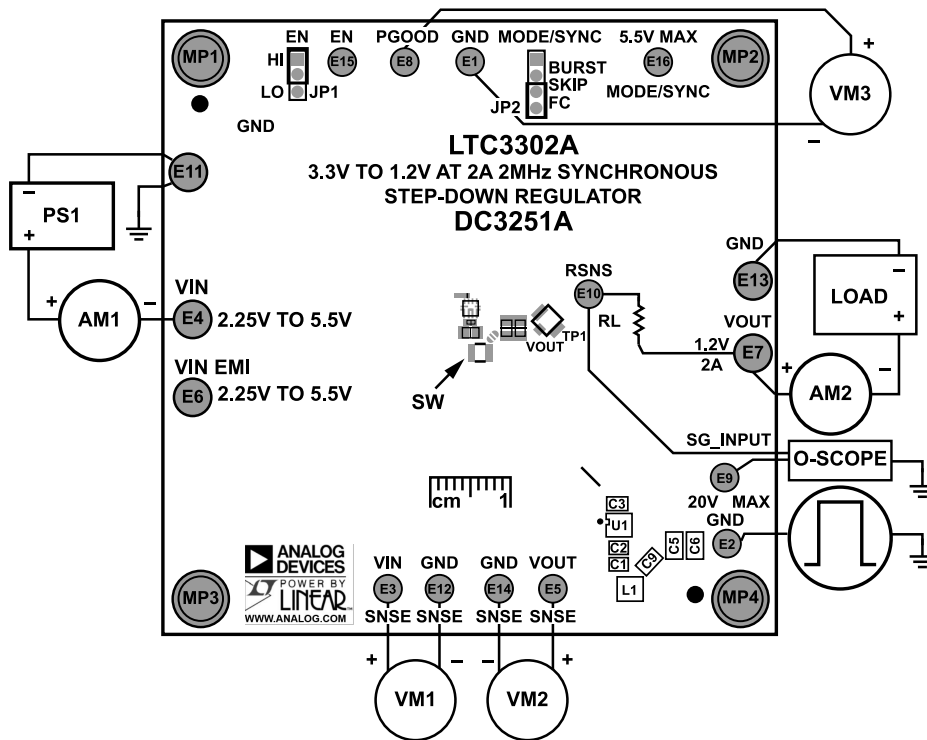 EN EN PGOOD GND MODE/SYNC 5.5V MAX
MP1 HI E15 E8 E1 BURST E16 MP2
SKIP
LO JP1 JP2 FC MODE/SYNC
+
VM3
−
GND
LTC3302A
3.3V TO 1.2V AT 2A 2MHz SYNCHRONOUS
STEP-DOWN REGULATOR
DC3251A
E11
−
PS1
+
GND
E13
−
LOAD
+
RSNS
E10
RL
VOUT
1.2V
2A
E7
VOUT TP1
SW
+ AM1 −
VIN
E4 2.25V TO 5.5V
VIN EMI
E6 2.25V TO 5.5V
+ AM2 −
SG_INPUT
O-SCOPE
E9
20V MAX
GND
E2
cm 1
C3
U1
C2
C1
C9
C5 C6
L1
ANALOG
DEVICES
POWER BY
LINEAR™
WWW.ANALOG.COM
MP3
VIN GND GND VOUT
E3 E12 E14 E5
SNSE SNSE SNSE SNSE
MP4
+ VM1 − − VM2 +